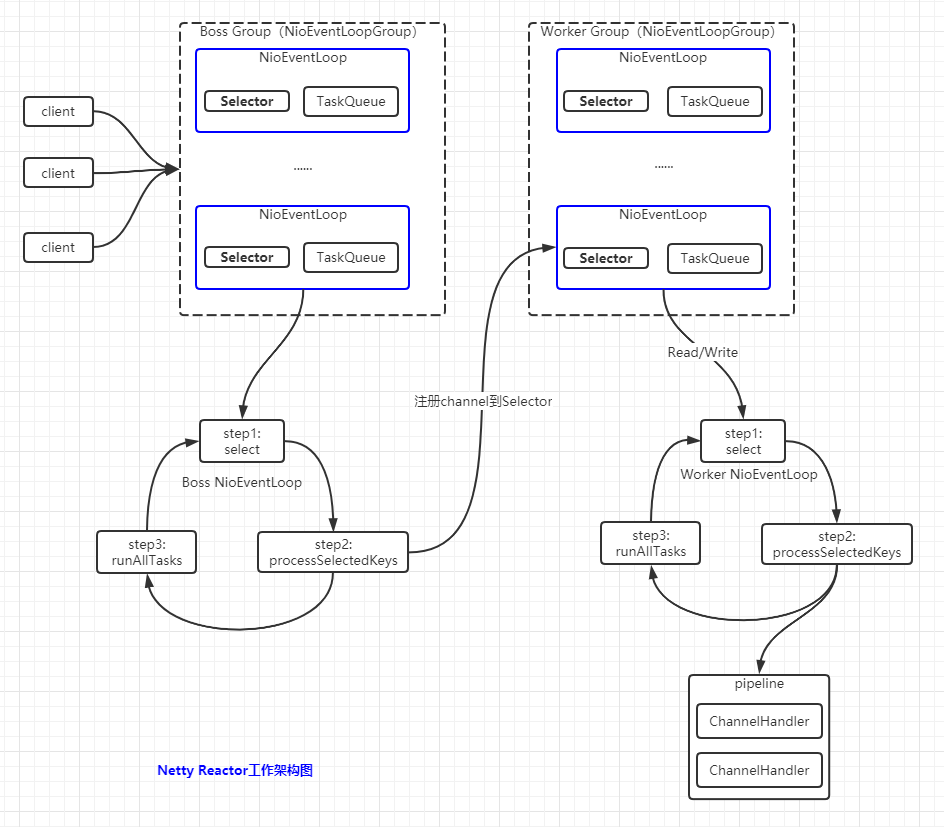 Boss Group（NioEventLoopGroup）
NioEventLoop
Selector
TaskQueue
......
NioEventLoop
Selector
TaskQueue
client
client
client
Worker Group（NioEventLoopGroup）
NioEventLoop
Selector
TaskQueue
......
NioEventLoop
Selector
TaskQueue
Read/Write
注册channel到Selector
step1:
select
Boss NioEventLoop
step2:
processSelectedKeys
step3:
runAllTasks
step1:
select
Worker NioEventLoop
step2:
processSelectedKeys
step3:
runAllTasks
pipeline
ChannelHandler
ChannelHandler
Netty Reactor工作架构图